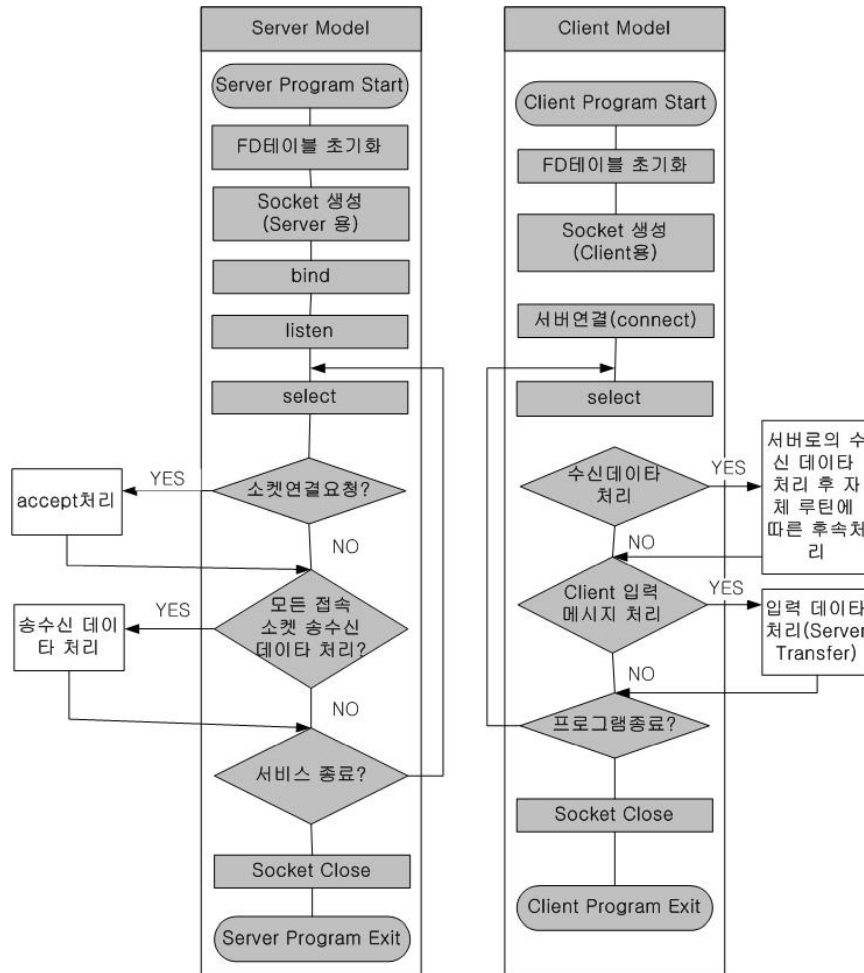 Server Model
Server Program Start
FD테이블 초기화
Socket 생성
(Server 용)
bind
listen
select
소켓연결요청?
YES
accept처리
NO
모든 접속
소켓 송수신
데이타 처리?
YES
송수신 데이
타 처리
NO
서비스 종료?
Socket Close
Server Program Exit
Client Model
Client Program Start
FD테이블 초기화
Socket 생성
(Client용)
서버연결(connect)
select
수신데이타
처리
YES
서버로의 수
신 데이타
처리 후 자
체 루틴에
따른 후속처
리
NO
Client 입력
메시지 처리
YES
입력 데이타
처리(Server
Transfer)
NO
프로그램종료?
Socket Close
Client Program Exit